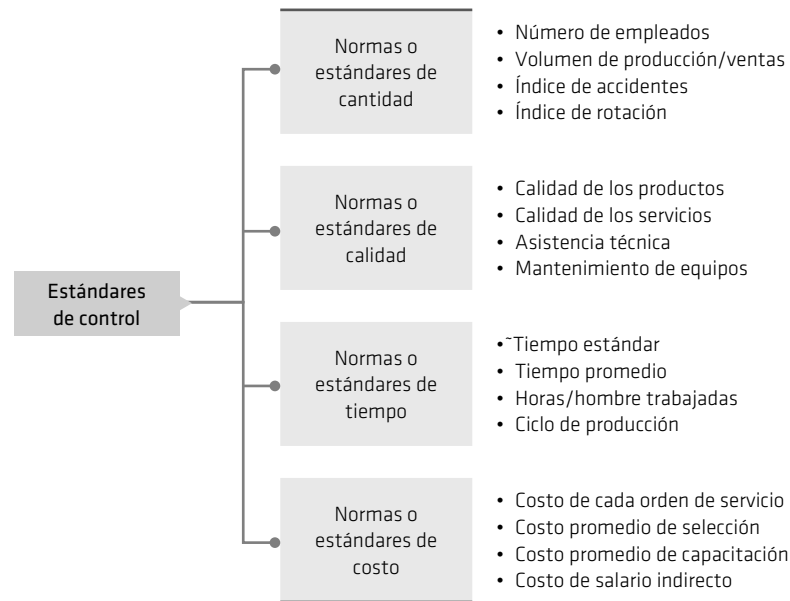 Estándares
de control
Normas o
estándares de
cantidad
• Número de empleados
• Volumen de producción/ventas
• Índice de accidentes
• Índice de rotación
Normas o
estándares de
calidad
• Calidad de los productos
• Calidad de los servicios
• Asistencia técnica
• Mantenimiento de equipos
Normas o
estándares de
tiempo
•˜Tiempo estándar
• Tiempo promedio
• Horas/hombre trabajadas
• Ciclo de producción
Normas o
estándares de
costo
• Costo de cada orden de servicio
• Costo promedio de selección
• Costo promedio de capacitación
• Costo de salario indirecto